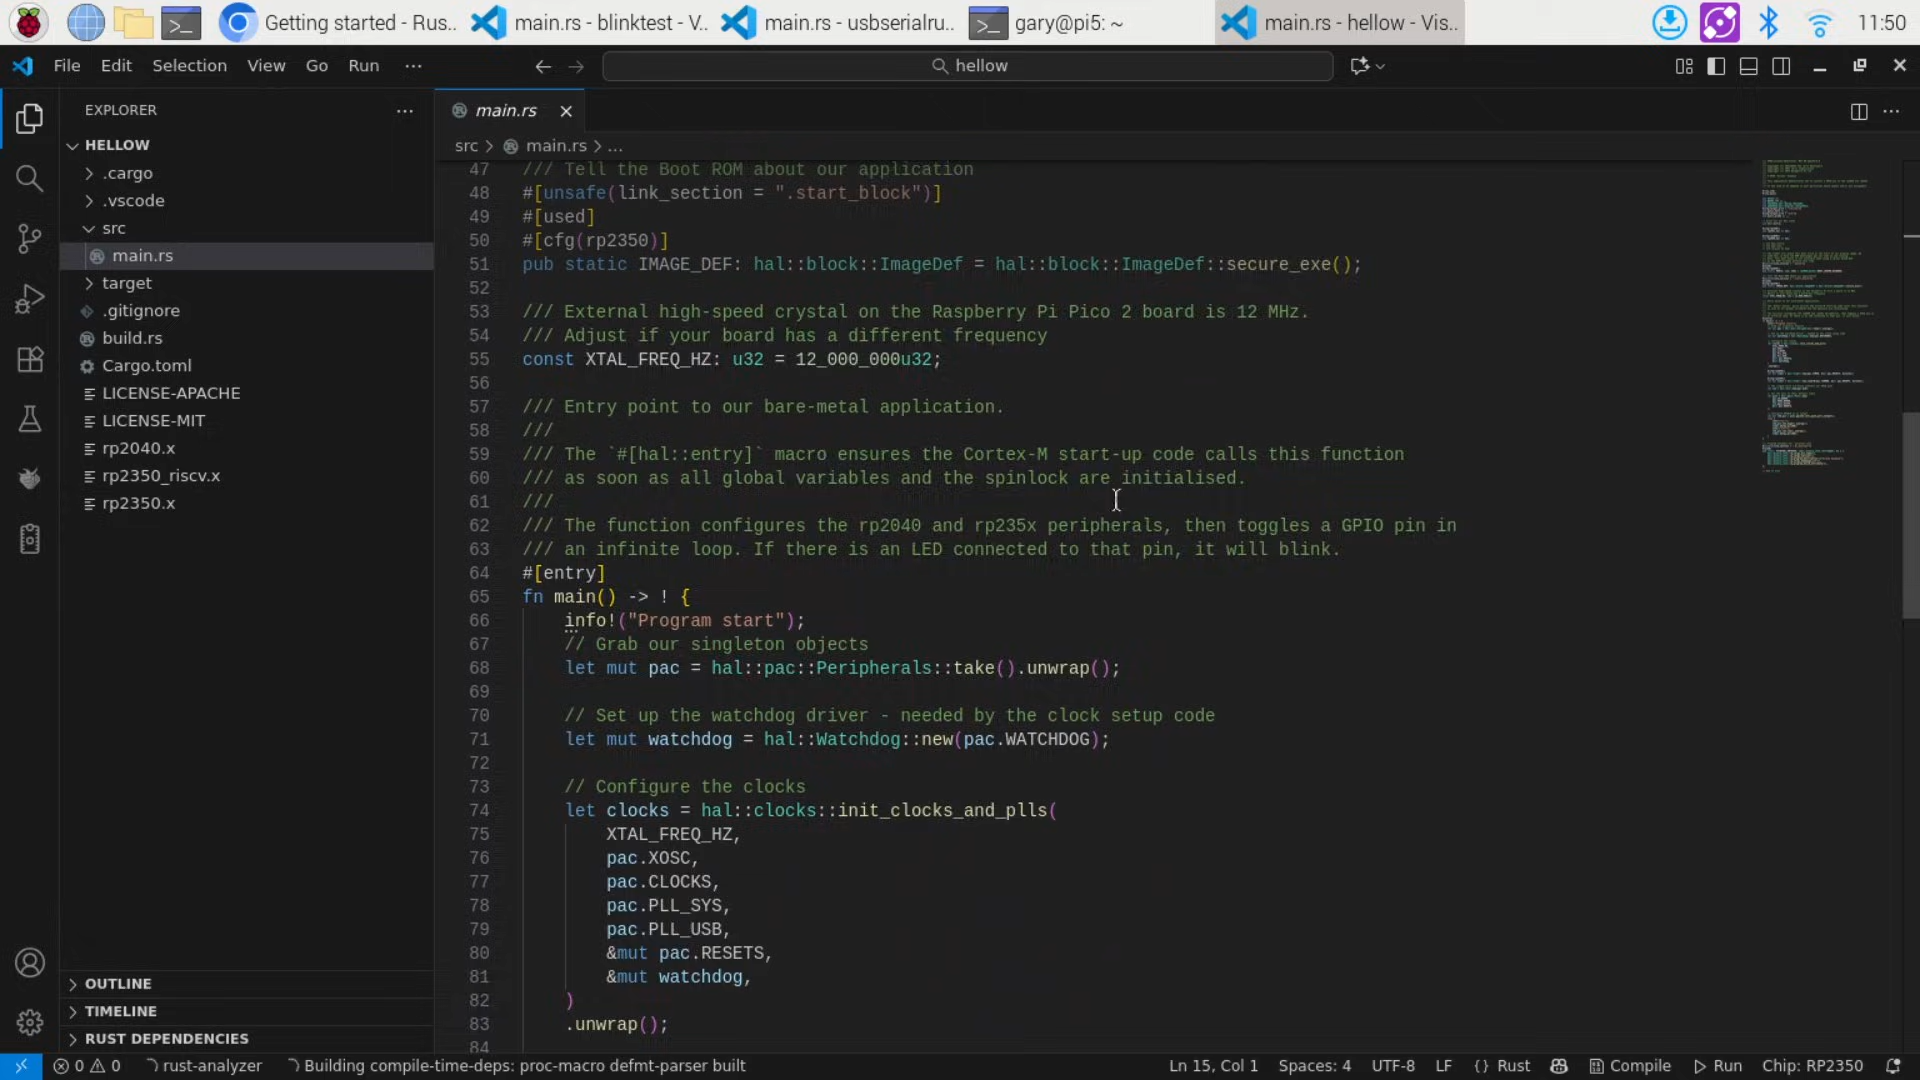 Getting started - Rus..
main.rs - blinktest - V..
main.rs - usbserialru..
gary@pi5: ~
main.rs - hellow - Vis..
11:50
File Edit Selection View Go Run ···
hellow
EXPLORER
HELLOW
.cargo
.vscode
src
main.rs
target
.gitignore
build.rs
Cargo.toml
LICENSE-APACHE
LICENSE-MIT
rp2040.x
rp2350_riscv.x
rp2350.x
OUTLINE
TIMELINE
RUST DEPENDENCIES
main.rs
src > main.rs > ...
47 /// Tell the Boot ROM about our application
48 #[unsafe(link_section = ".start_block")]
49 #[used]
50 #[cfg(rp2350)]
51 pub static IMAGE_DEF: hal::block::ImageDef = hal::block::ImageDef::secure_exe();
52
53 /// External high-speed crystal on the Raspberry Pi Pico 2 board is 12 MHz.
54 /// Adjust if your board has a different frequency
55 const XTAL_FREQ_HZ: u32 = 12_000_000u32;
56
57 /// Entry point to our bare-metal application.
58 ///
59 /// The `#[hal::entry]` macro ensures the Cortex-M start-up code calls this function
60 /// as soon as all global variables and the spinlock are initialised.
61 ///
62 /// The function configures the rp2040 and rp235x peripherals, then toggles a GPIO pin in
63 /// an infinite loop. If there is an LED connected to that pin, it will blink.
64 #[entry]
65 fn main() -> ! {
66     info!("Program start");
67     // Grab our singleton objects
68     let mut pac = hal::pac::Peripherals::take().unwrap();
69
70     // Set up the watchdog driver - needed by the clock setup code
71     let mut watchdog = hal::Watchdog::new(pac.WATCHDOG);
72
73     // Configure the clocks
74     let clocks = hal::clocks::init_clocks_and_plls(
75         XTAL_FREQ_HZ,
76         pac.XOSC,
77         pac.CLOCKS,
78         pac.PLL_SYS,
79         pac.PLL_USB,
80         &mut pac.RESETS,
81         &mut watchdog,
82     )
83     .unwrap();
84
0 0 rust-analyzer Building compile-time-deps: proc-macro defmt-parser built
Ln 15, Col 1 Spaces: 4 UTF-8 LF {} Rust Compile Run Chip: RP2350